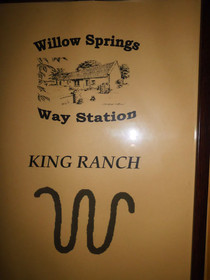 Willow Springs
Way Station
KING RANCH